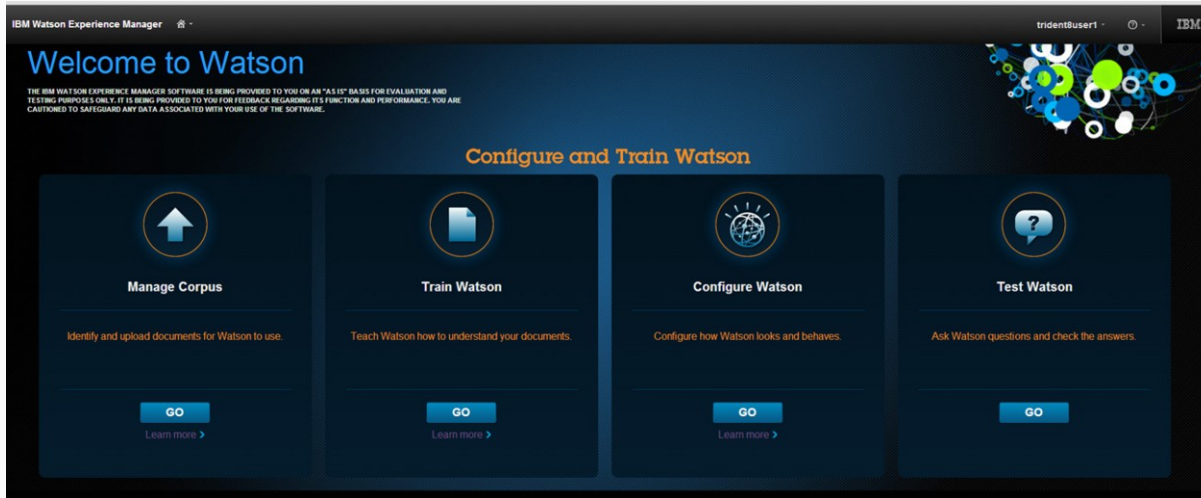 IBM Watson Experience Manager
trident8user1
IBM
Welcome to Watson
THE IBM WATSON EXPERIENCE MANAGER SOFTWARE IS BEING PROVIDED TO YOU ON AN "AS IS" BASIS FOR EVALUATION AND
TESTING PURPOSES ONLY. IT IS BEING PROVIDED TO YOU FOR FEEDBACK REGARDING ITS FUNCTION AND PERFORMANCE. YOU ARE
CAUTIONED TO SAFEGUARD ANY DATA ASSOCIATED WITH YOUR USE OF THE SOFTWARE.
Configure and Train Watson
Manage Corpus
Identify and upload documents for Watson to use.
GO
Learn more >
Train Watson
Teach Watson how to understand your documents.
GO
Learn more >
Configure Watson
Configure how Watson looks and behaves.
GO
Learn more >
?
Test Watson
Ask Watson questions and check the answers.
GO